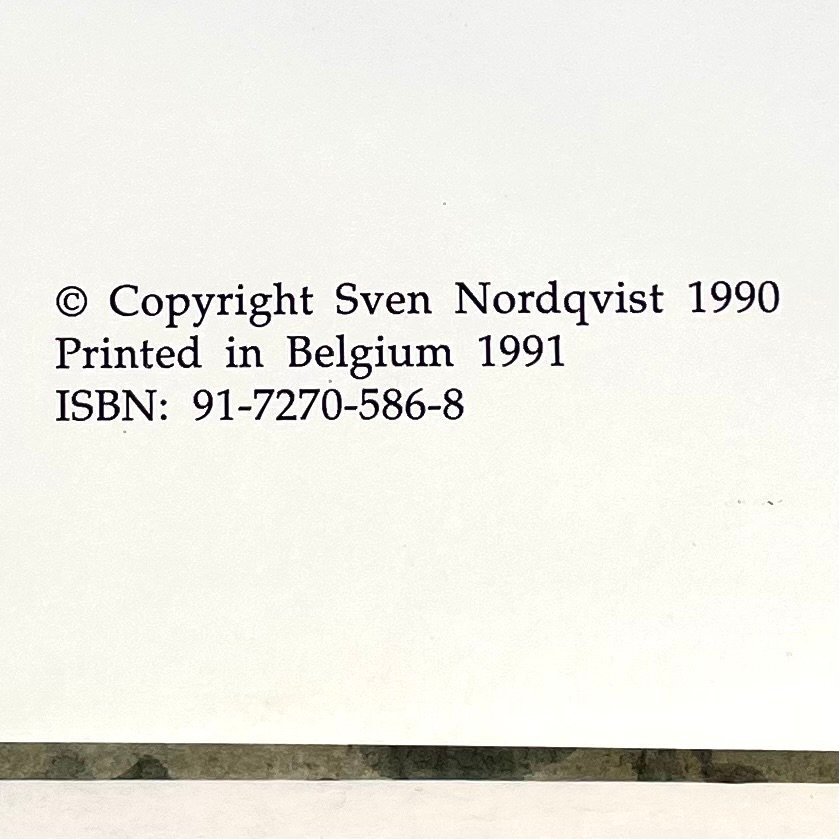 © Copyright Sven Nordqvist 1990
Printed in Belgium 1991
ISBN: 91-7270-586-8